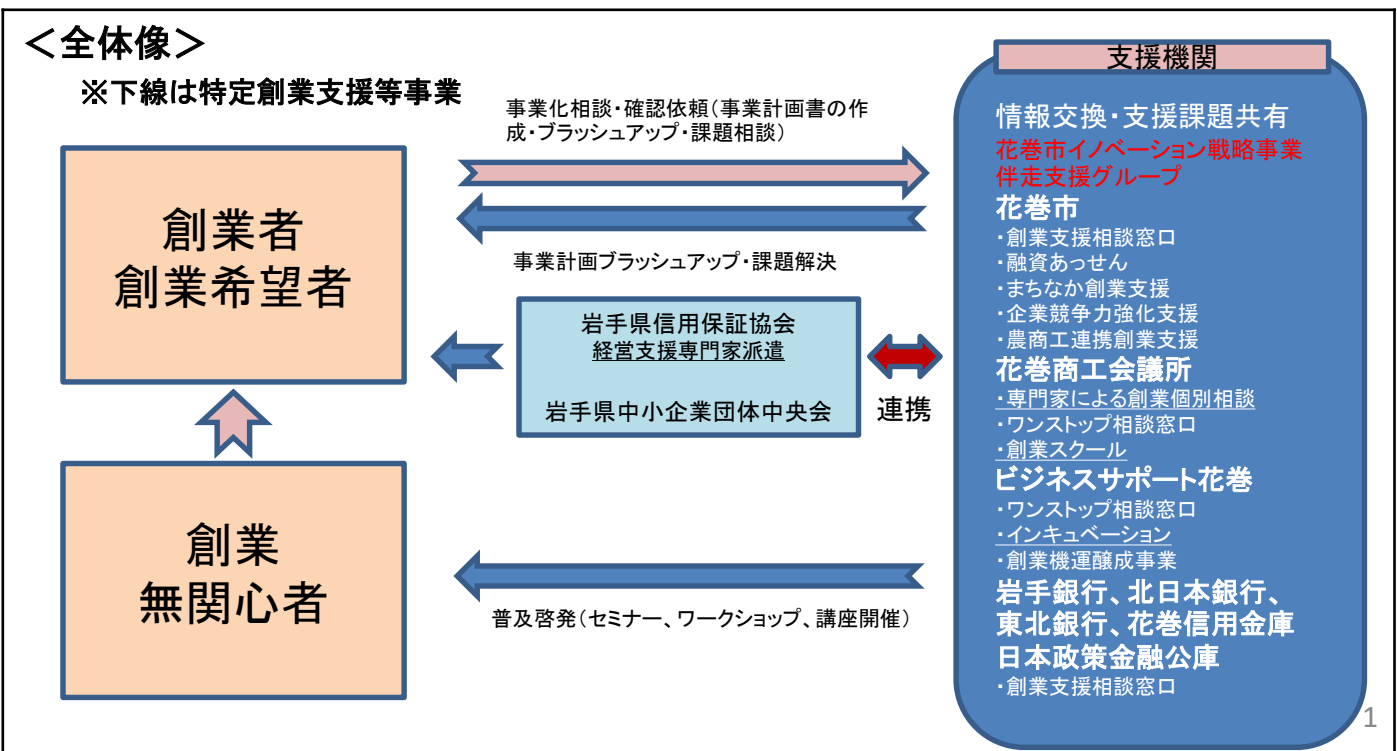 ＜全体像＞
※下線は特定創業支援等事業
事業化相談・確認依頼（事業計画書の作
成・ブラッシュアップ・課題相談）
創業者
創業希望者
事業計画ブラッシュアップ・課題解決
岩手県信用保証協会
経営支援専門家派遣
岩手県中小企業団体中央会
連携
創業
無関心者
普及啓発（セミナー、ワークショップ、講座開催）
支援機関
情報交換・支援課題共有
花巻市イノベーション戦略事業
伴走支援グループ
花巻市
・創業支援相談窓口
・融資あっせん
・まちなか創業支援
・企業競争力強化支援
・農商工連携創業支援
花巻商工会議所
・専門家による創業個別相談
・ワンストップ相談窓口
・創業スクール
ビジネスサポート花巻
・ワンストップ相談窓口
・インキュベーション
・創業機運醸成事業
岩手銀行、北日本銀行、
東北銀行、花巻信用金庫
日本政策金融公庫
・創業支援相談窓口
1